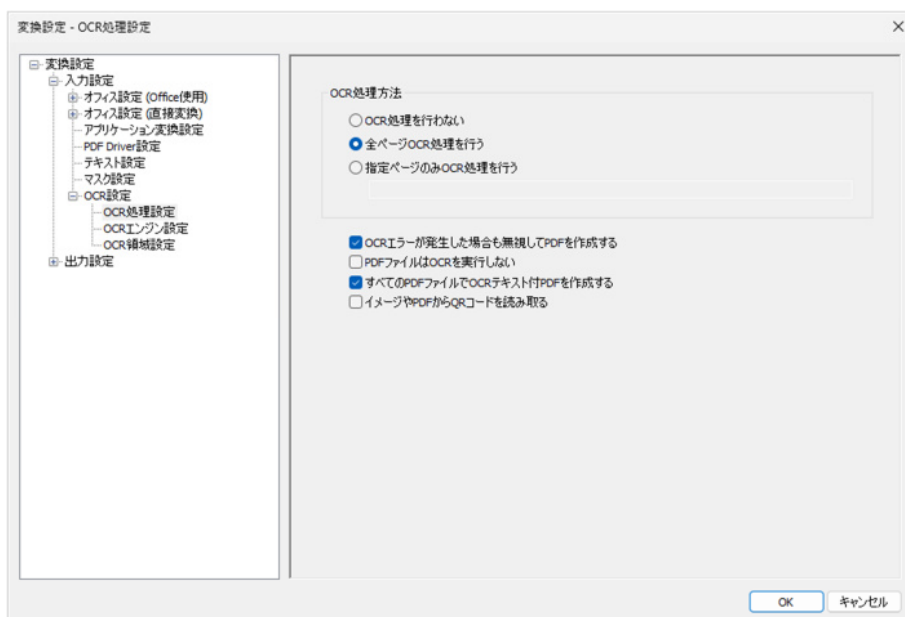 変換設定 - OCR処理設定
変換設定
入力設定
オフィス設定 (Office使用)
オフィス設定 (直接変換)
アプリケーション変換設定
PDF Driver設定
テキスト設定
マスク設定
OCR設定
OCR処理設定
OCRエンジン設定
OCR領域設定
出力設定
OCR処理方法
OCR処理を行わない
全ページOCR処理を行う
指定ページのみOCR処理を行う
OCRエラーが発生した場合も無視してPDFを作成する
PDFファイルはOCRを実行しない
すべてのPDFファイルでOCRテキスト付PDFを作成する
イメージやPDFからQRコードを読み取る
OK
キャンセル